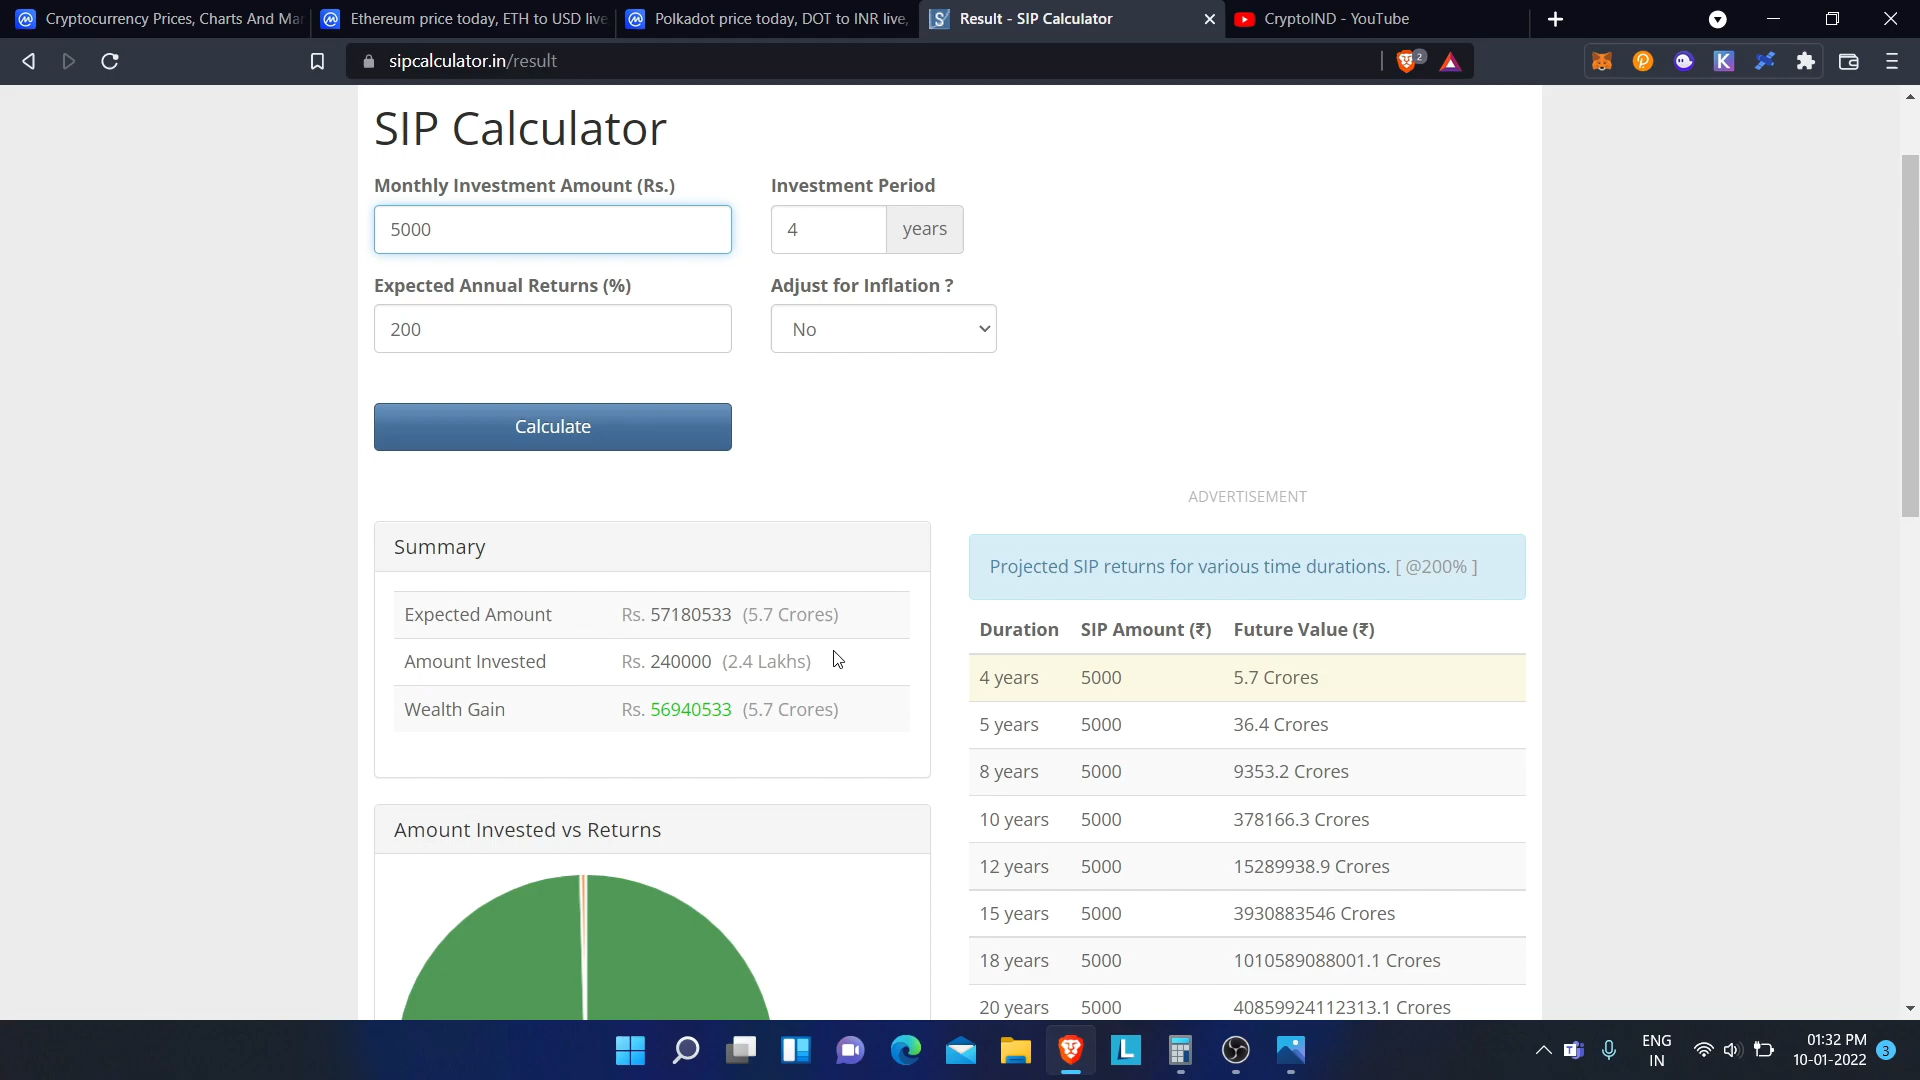 Cryptocurrency Prices, Charts And Ma
Ethereum price today, ETH to USD live
Polkadot price today, DOT to INR live,
Result - SIP Calculator
CryptoIND - YouTube
sipcalculator.in/result
2
SIP Calculator
Monthly Investment Amount (Rs.)
Investment Period
5000
4 years
Expected Annual Returns (%)
Adjust for Inflation ?
200
No
Calculate
ADVERTISEMENT
Summary
Expected Amount Rs. 57180533 (5.7 Crores)
Amount Invested Rs. 240000 (2.4 Lakhs)
Wealth Gain Rs. 56940533 (5.7 Crores)
Amount Invested vs Returns
Projected SIP returns for various time durations. [ @200% ]
Duration SIP Amount (₹) Future Value (₹)
4 years 5000 5.7 Crores
5 years 5000 36.4 Crores
8 years 5000 9353.2 Crores
10 years 5000 378166.3 Crores
12 years 5000 15289938.9 Crores
15 years 5000 3930883546 Crores
18 years 5000 1010589088001.1 Crores
20 years 5000 40859924112313.1 Crores
ENG
IN
01:32 PM
10-01-2022
3